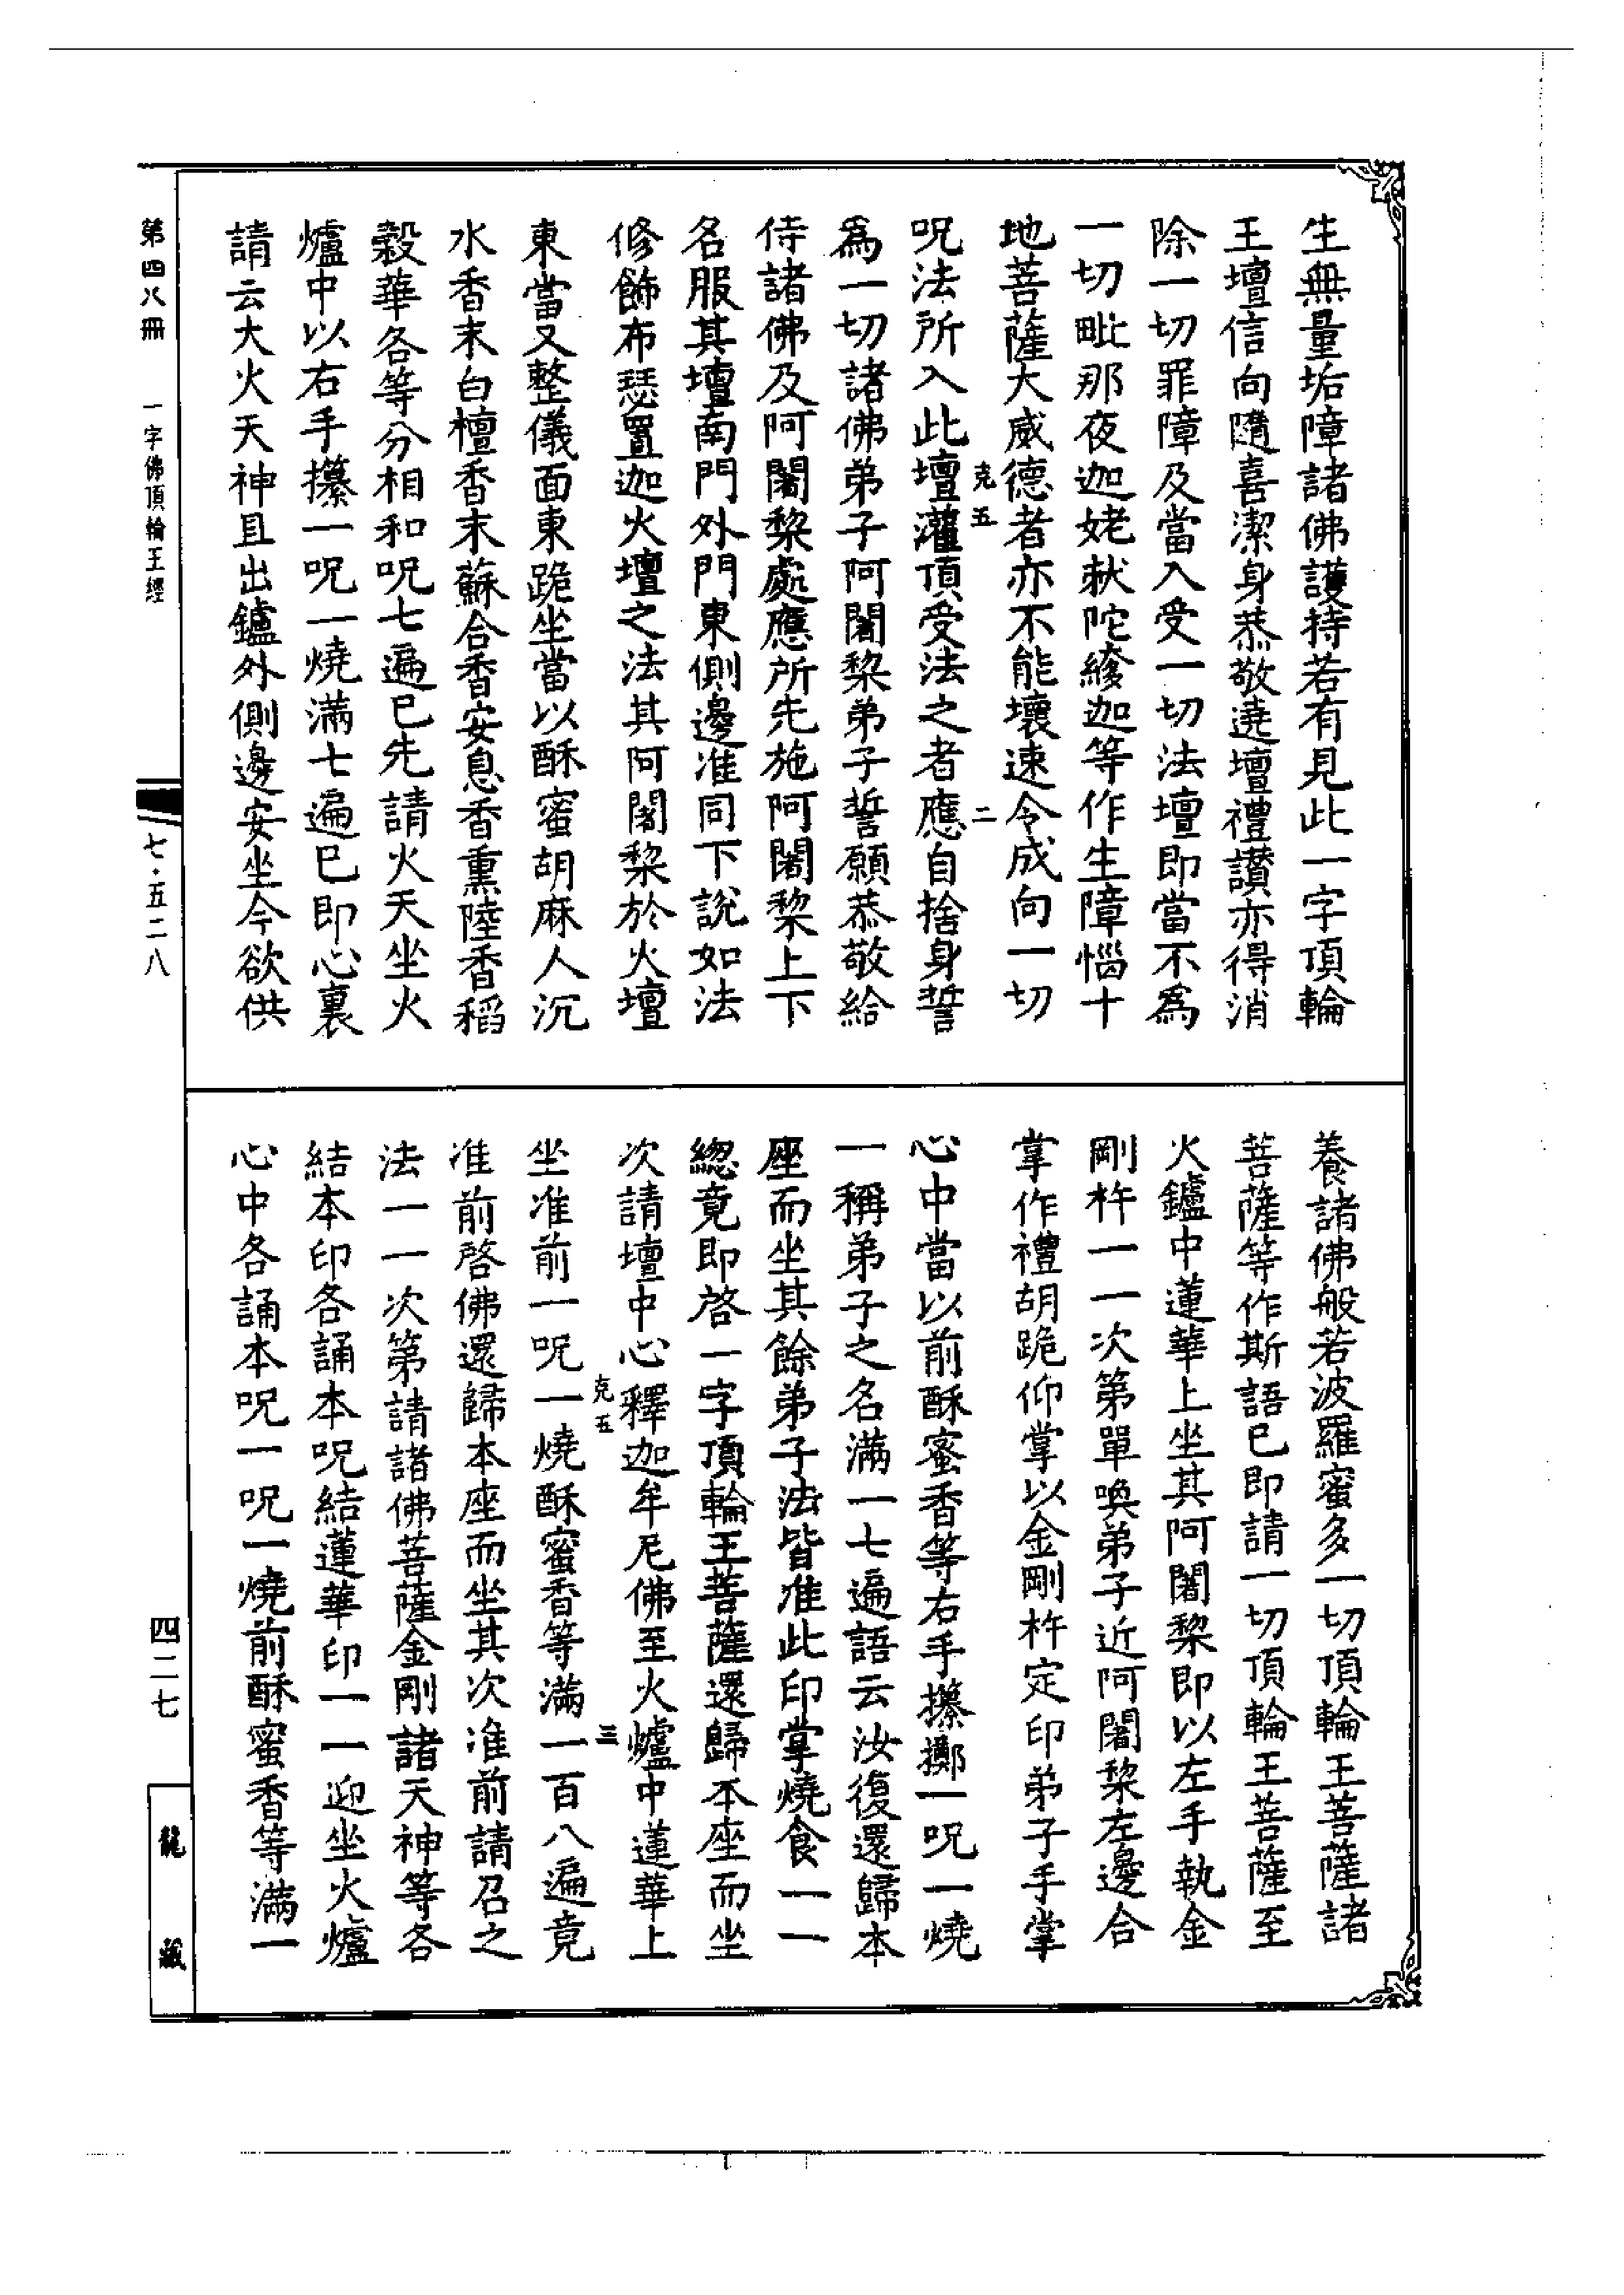 生無量垢障諸佛護持若有見此一字頂輪
王壇信向隨喜潔身恭敬遶壇禮讃亦得消
除一切罪障及當入受一切法壇即當不為
一切毗那夜迦姥㹤陀縿迦等作生障惱十
地菩薩大威德者亦不能壞速令成向一切
克五 二
呪法所入此壇灌頂受法之者應自捨身誓
為一切諸佛弟子阿闍棃弟子誓願恭敬給
侍諸佛及阿闍棃處應所先施阿闍棃上下
名服其壇南門外門東側邊准同下說如法
修飾布瑟置迦火壇之法其阿闍棃於火壇
東當又整儀面東跪坐當以酥蜜胡麻人沉
水香末白檀香末蘇合香安息香熏陸香稻
穀華各等分相和呪七遍已先請火天坐火
爐中以右手攥一呪一燒滿七遍已即心裏
請云大火天神且出鑪外側邊安坐今欲供
養諸佛般若波羅蜜多一切頂輪王菩薩諸
菩薩等作斯語已即請一切頂輪王菩薩至
火鑪中蓮華上坐其阿闍棃即以左手執金
剛杵一一次第單喚弟子近阿闍棃左邊合
掌作禮胡跪仰掌以金剛杵定印弟子手掌
心中當以前酥蜜香等右手攥擲一呪一燒
一稱弟子之名滿一七遍語云汝復還歸本
座而坐其餘弟子法皆准此印掌燒食一一
緫竟即啓一字頂輪王菩薩還歸本座而坐
次請壇中心釋迦牟尼佛至火爐中蓮華上
克五 三
坐准前一呪一燒酥蜜香等滿一百八遍竟
准前啓佛還歸本座而坐其次准前請召之
法一一次第請諸佛菩薩金剛諸天神等各
結本印各誦本呪結蓮華印一一迎坐火爐
心中各誦本呪一呪一燒前酥蜜香等滿一
第四八冊 一字佛頂輪王經
七·五二八
四二七
龍藏